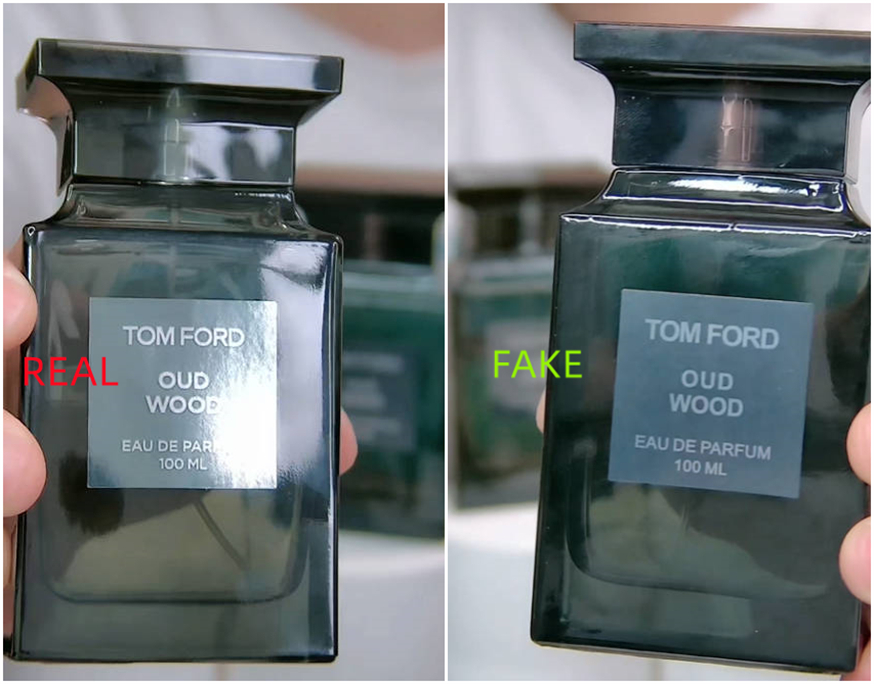 TOM FORD
REAL
OUD
WOOD
EAU DE PARFUM
100 ML
TOM FORD
FAKE
OUD
WOOD
EAU DE PARFUM
100 ML